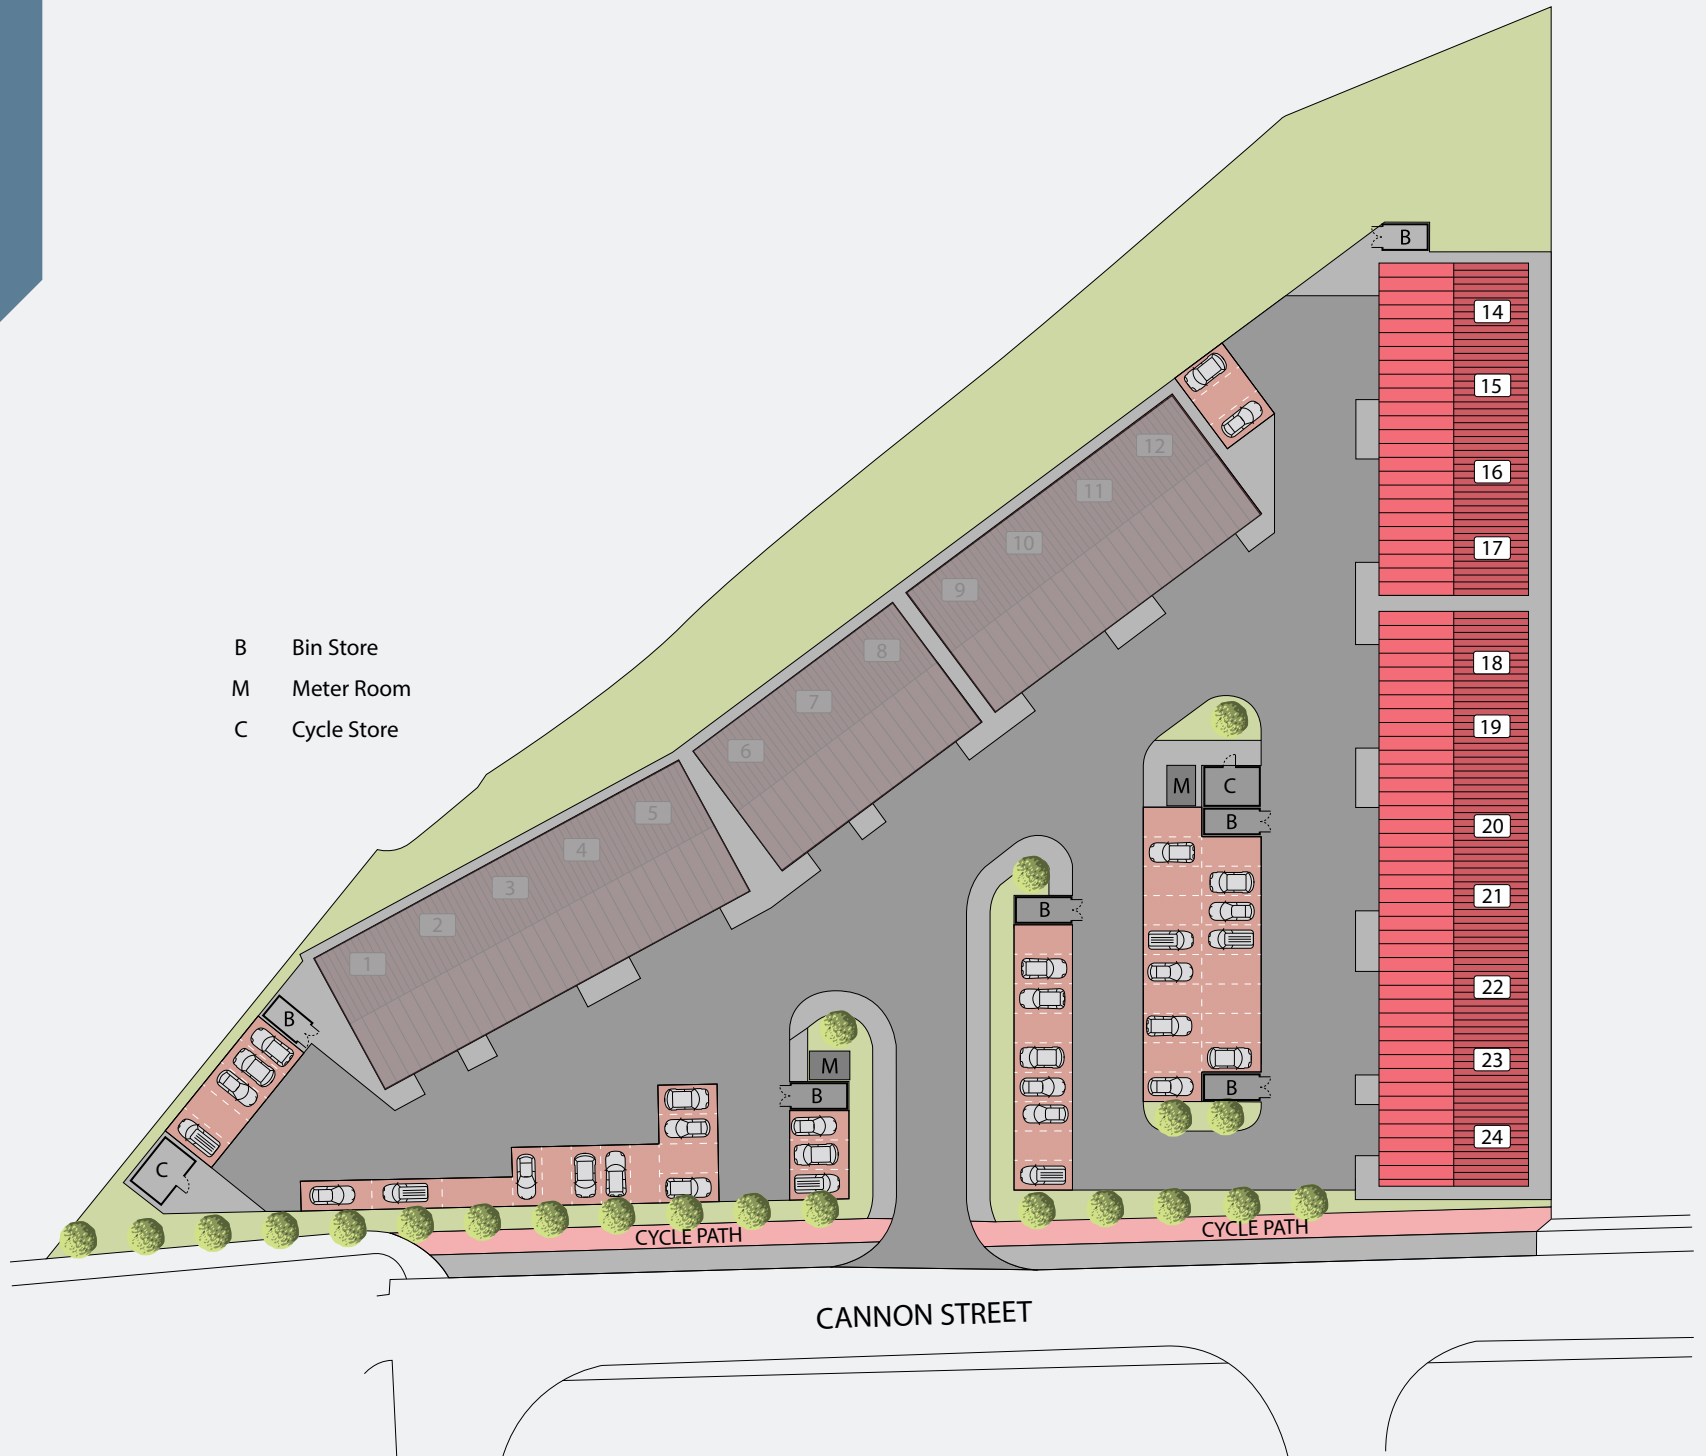 B
14
15
12
16
11
17
10
9
B Bin Store
8
18
M Meter Room
7
19
C Cycle Store
6
M C
5
B
20
4
3
21
B
2
1
22
B
M
23
B
B
24
C
CYCLE PATH
CYCLE PATH
CANNON STREET